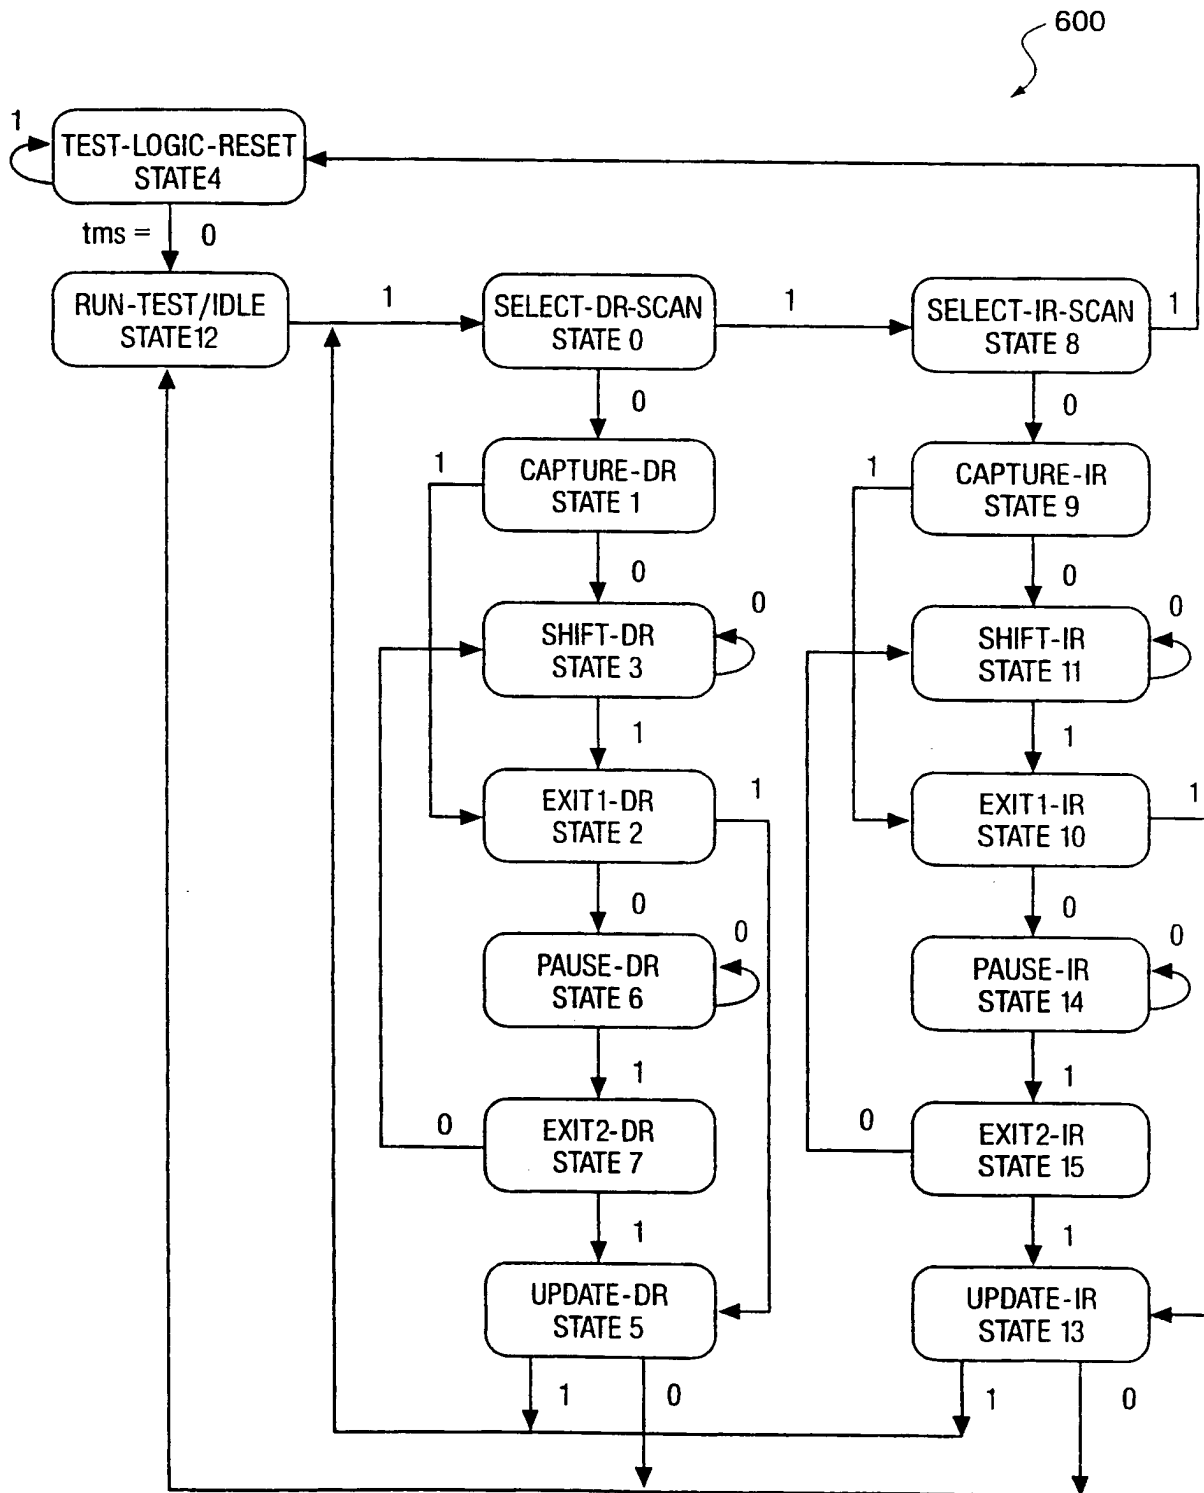 600
1
TEST-LOGIC-RESET
STATE4
tms = 0
RUN-TEST/IDLE
STATE12
1
SELECT-DR-SCAN
STATE 0
1
SELECT-IR-SCAN
STATE 8
1
0
0
1
CAPTURE-DR
STATE 1
1
CAPTURE-IR
STATE 9
0
0
0
0
SHIFT-DR
STATE 3
SHIFT-IR
STATE 11
1
1
EXIT1-DR
STATE 2
1
EXIT1-IR
STATE 10
1
0
0
0
0
PAUSE-DR
STATE 6
PAUSE-IR
STATE 14
1
1
0
EXIT2-DR
STATE 7
0
EXIT2-IR
STATE 15
1
1
UPDATE-DR
STATE 5
UPDATE-IR
STATE 13
1
0
1
0